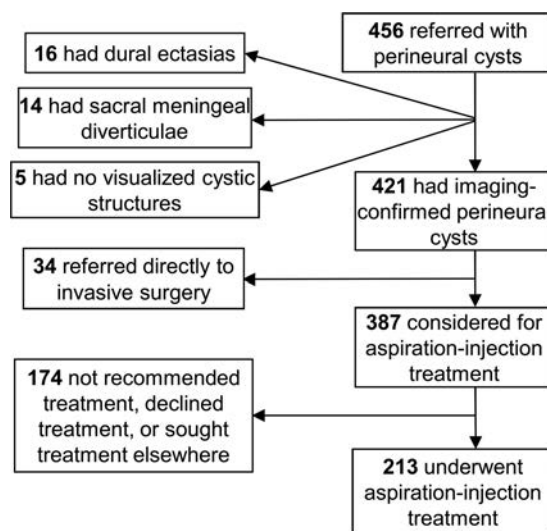 456 referred with
perineural cysts
16 had dural ectasias
14 had sacral meningeal
diverticulae
5 had no visualized cystic
structures
421 had imaging-
confirmed perineura
cysts
34 referred directly to
invasive surgery
387 considered for
aspiration-injection
treatment
174 not recommended
treatment, declined
treatment, or sought
treatment elsewhere
213 underwent
aspiration-injection
treatment